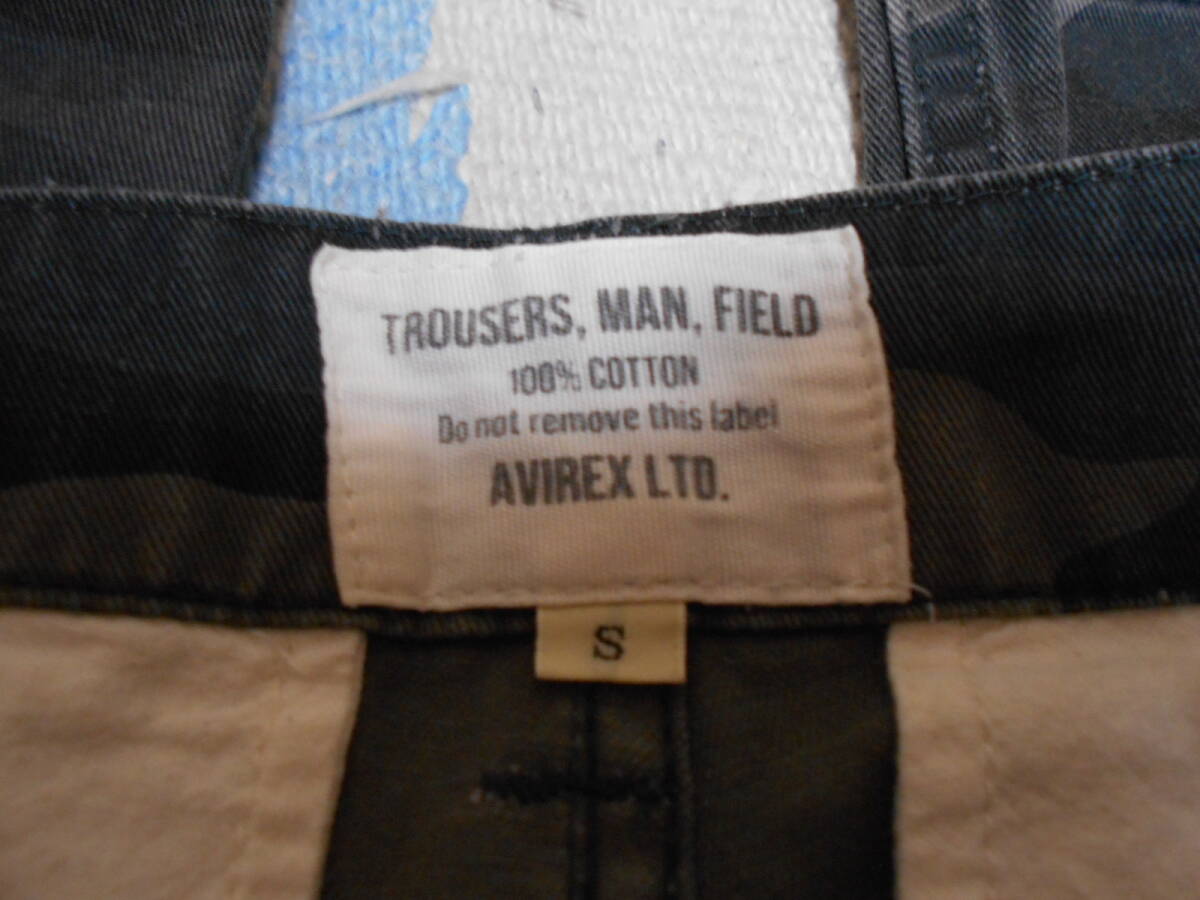 TROUSERS, MAN, FIELD
100% COTTON
Do not remove this label
AVIREX LTD.
S